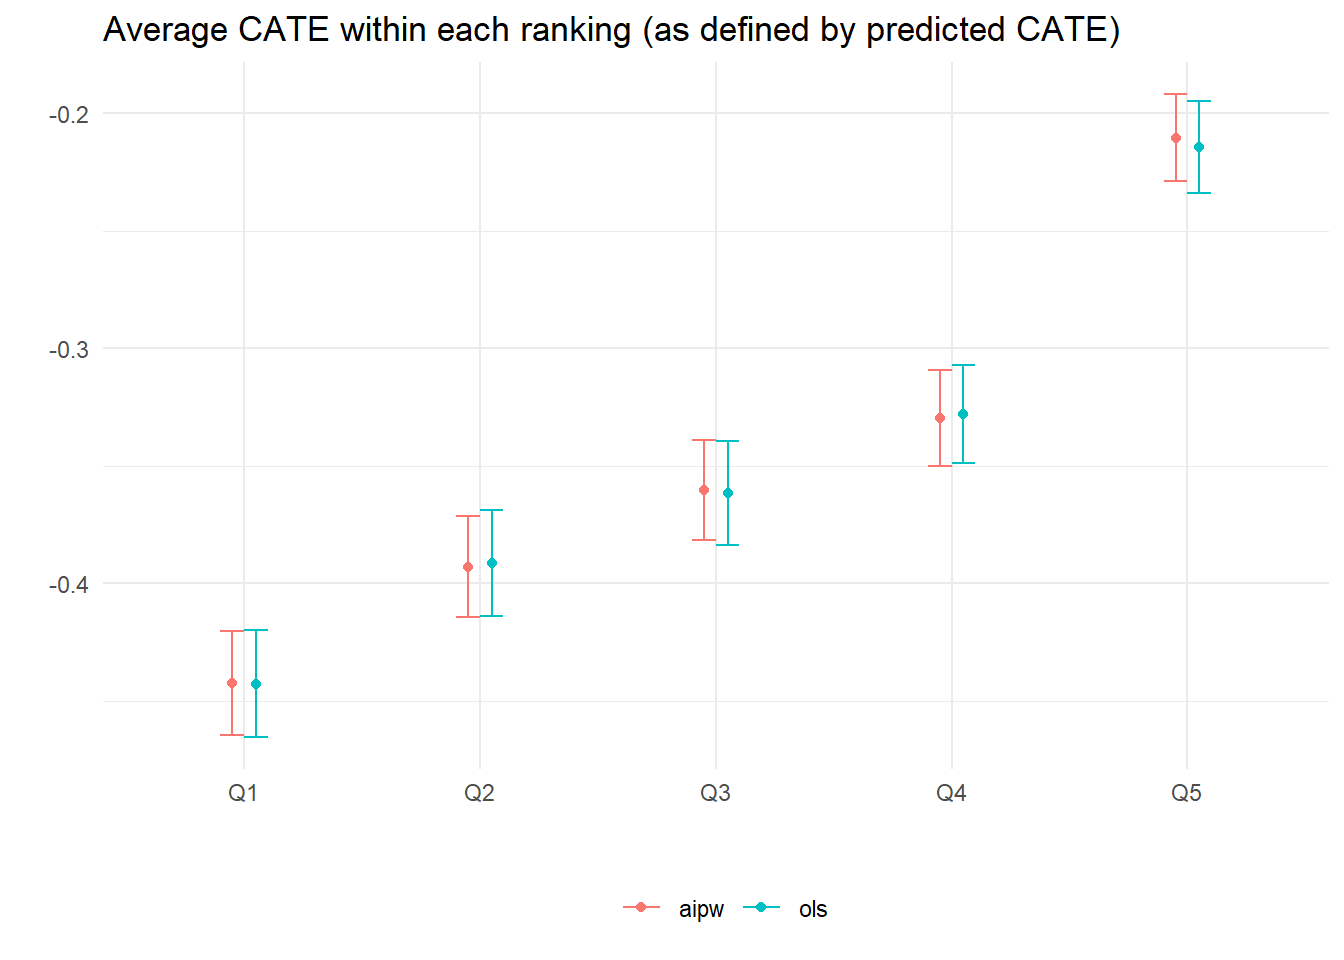 Average CATE within each ranking (as defined by predicted CATE)
-0.2
-0.3
-0.4
Q1 Q2 Q3 Q4 Q5
aipw ols